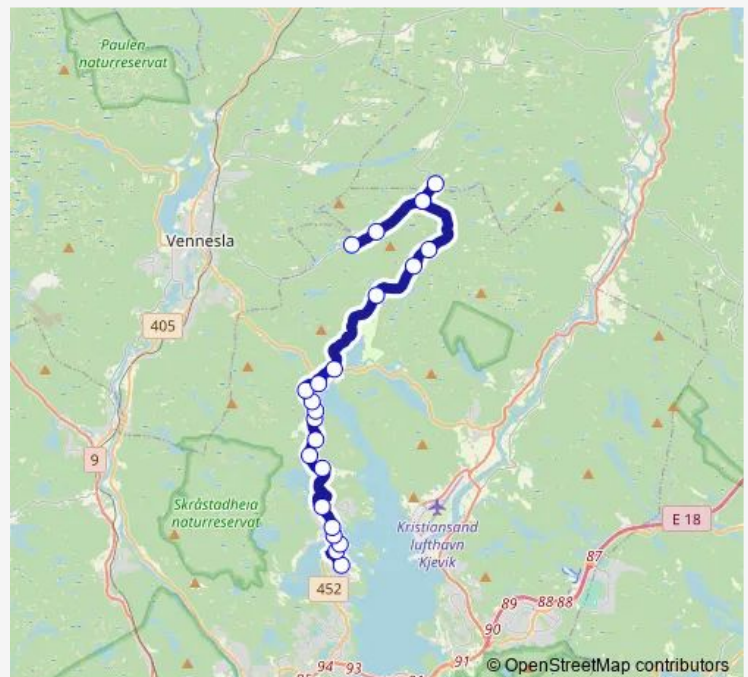 Paulen
naturreservat
Vennesla
405
9
Skråstadheia
naturreservat
Kristiansand
lufthavn
Kjevik
E 18
87
452
89
88-88
90
94
93
91
© OpenStreetMap contributors